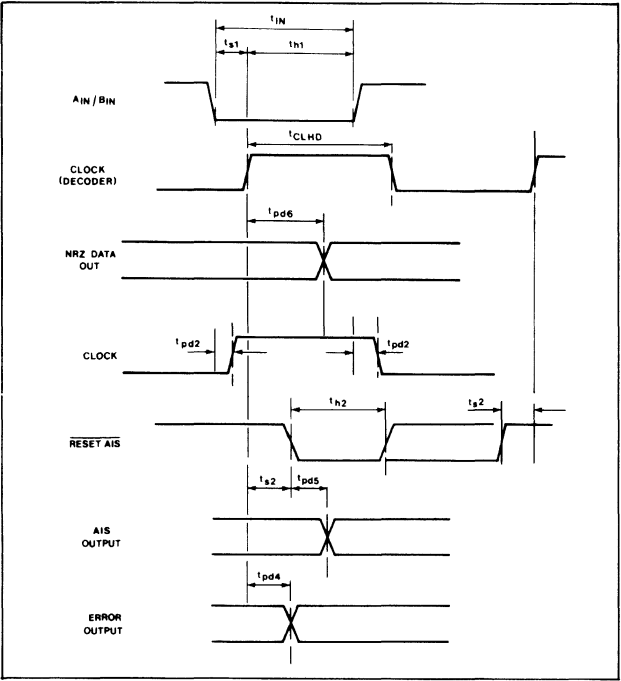 tIN
ts1 th1
AIN/BIN
tCLHD
CLOCK
(DECODER)
tpd6
NRZ DATA
OUT
tpd2 tpd2
CLOCK
th2 ts2
RESET AIS
ts2 tpd5
AIS
OUTPUT
tpd4
ERROR
OUTPUT